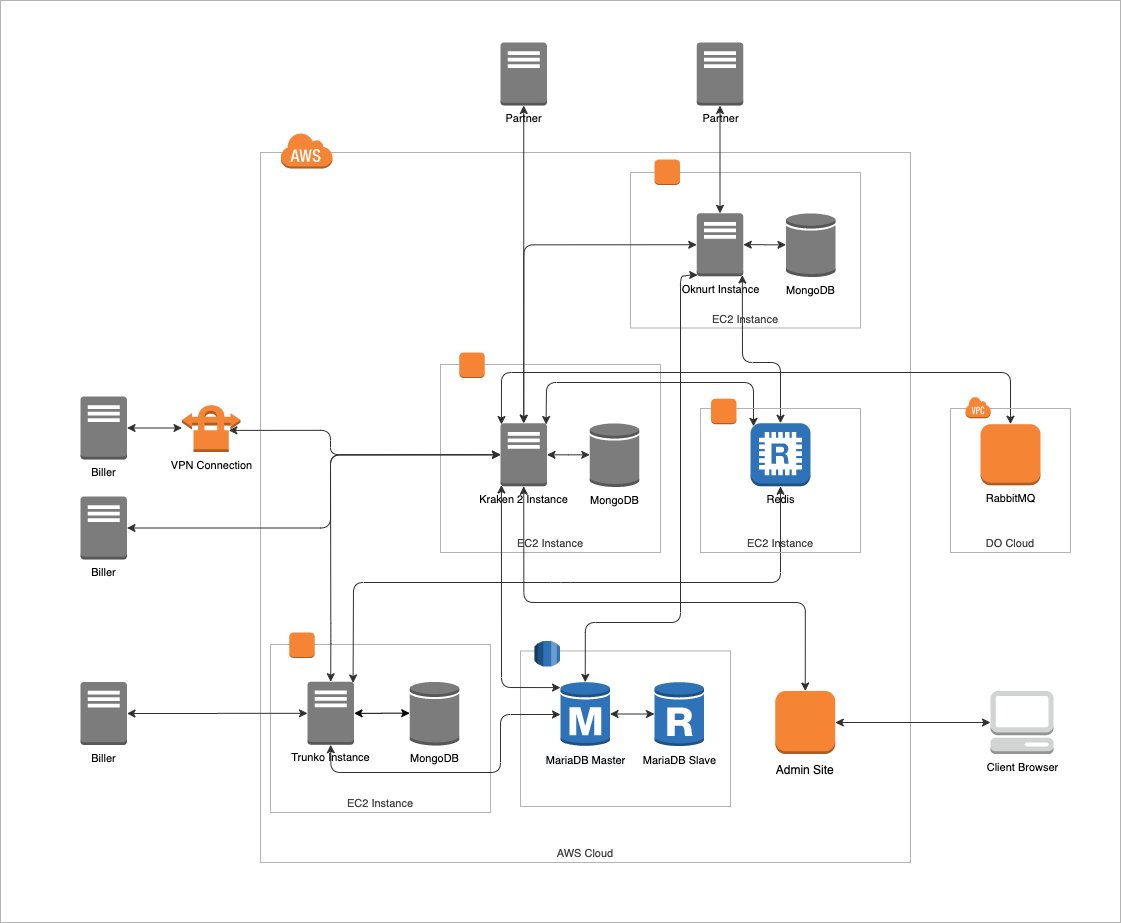 Partner
Partner
AWS
Oknurt Instance
MongoDB
EC2 Instance
VPC
Biller
VPN Connection
R
Kraken 2 Instance
MongoDB
Redis
RabbitMQ
EC2 Instance
EC2 Instance
DO Cloud
Biller
M
R
Biller
Trunko Instance
MongoDB
MariaDB Master
MariaDB Slave
Admin Site
Client Browser
EC2 Instance
AWS Cloud